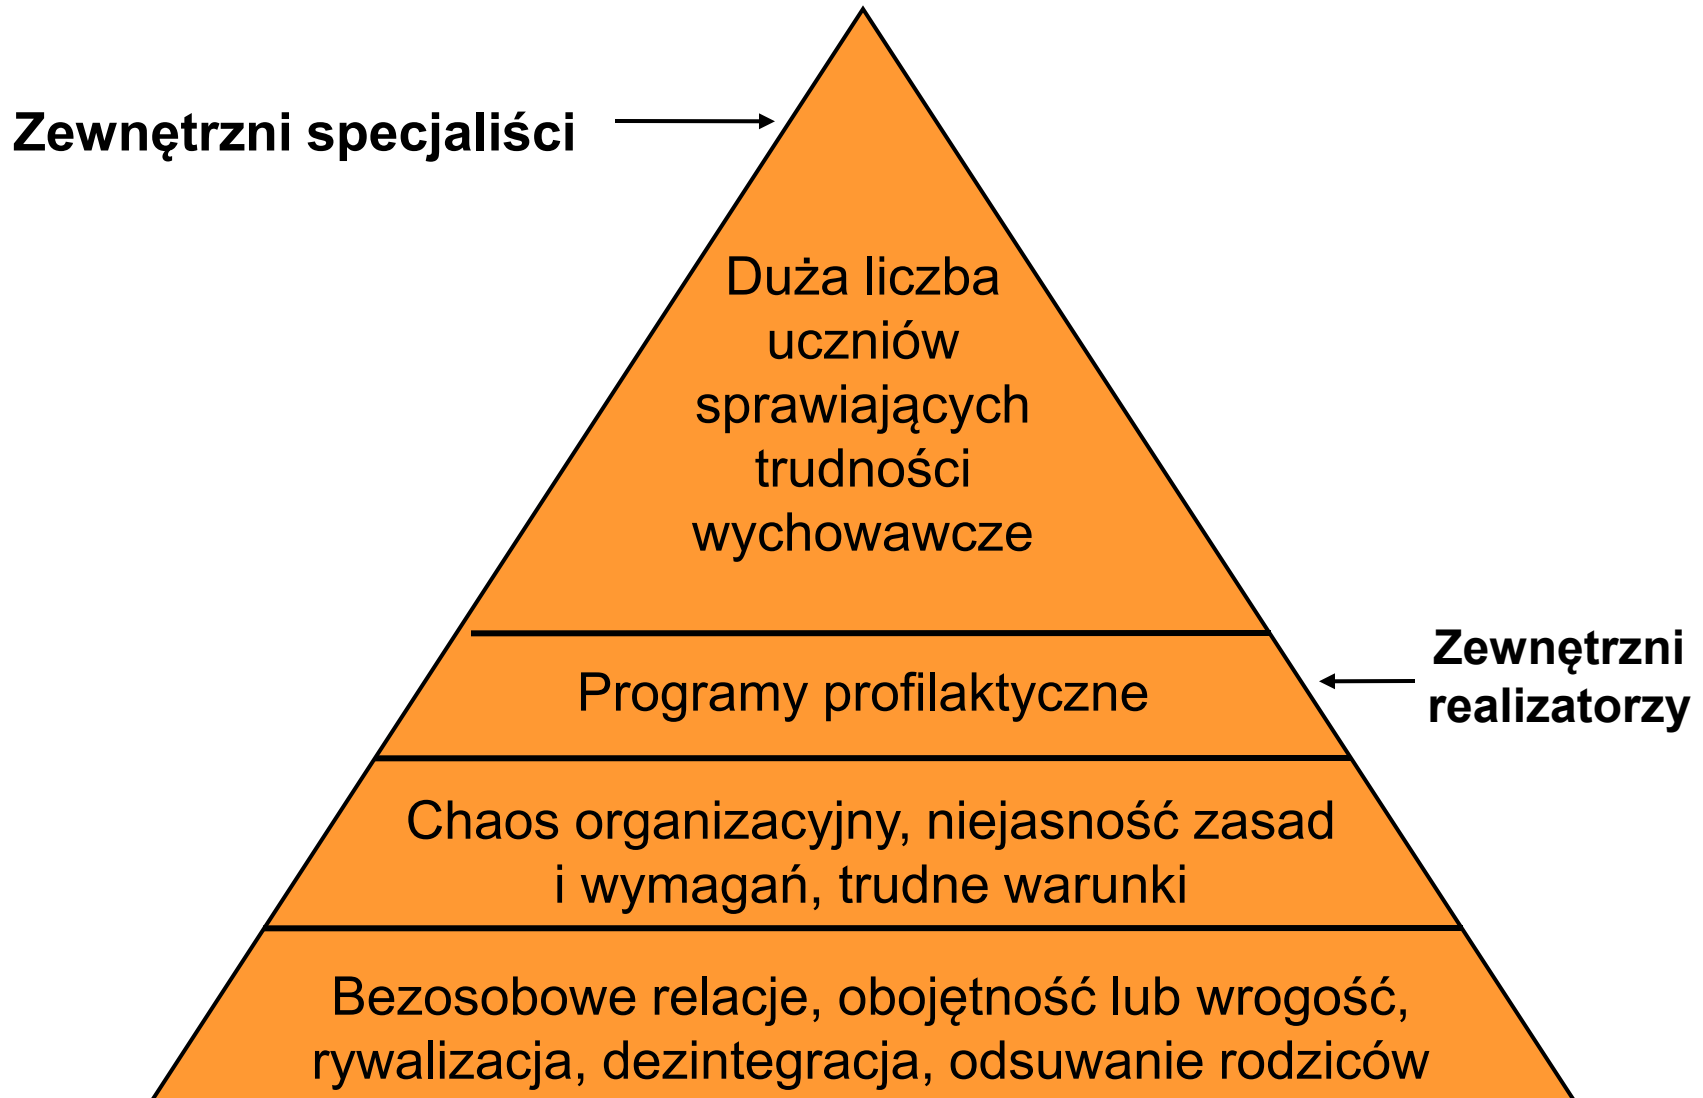 Zewnętrzni specjaliści
Duża liczba
uczniów
sprawiających
trudności
wychowawcze
Zewnętrzni
realizatorzy
Programy profilaktyczne
Chaos organizacyjny, niejasność zasad
i wymagań, trudne warunki
Bezosobowe relacje, obojętność lub wrogość,
rywalizacja, dezintegracja, odsuwanie rodziców